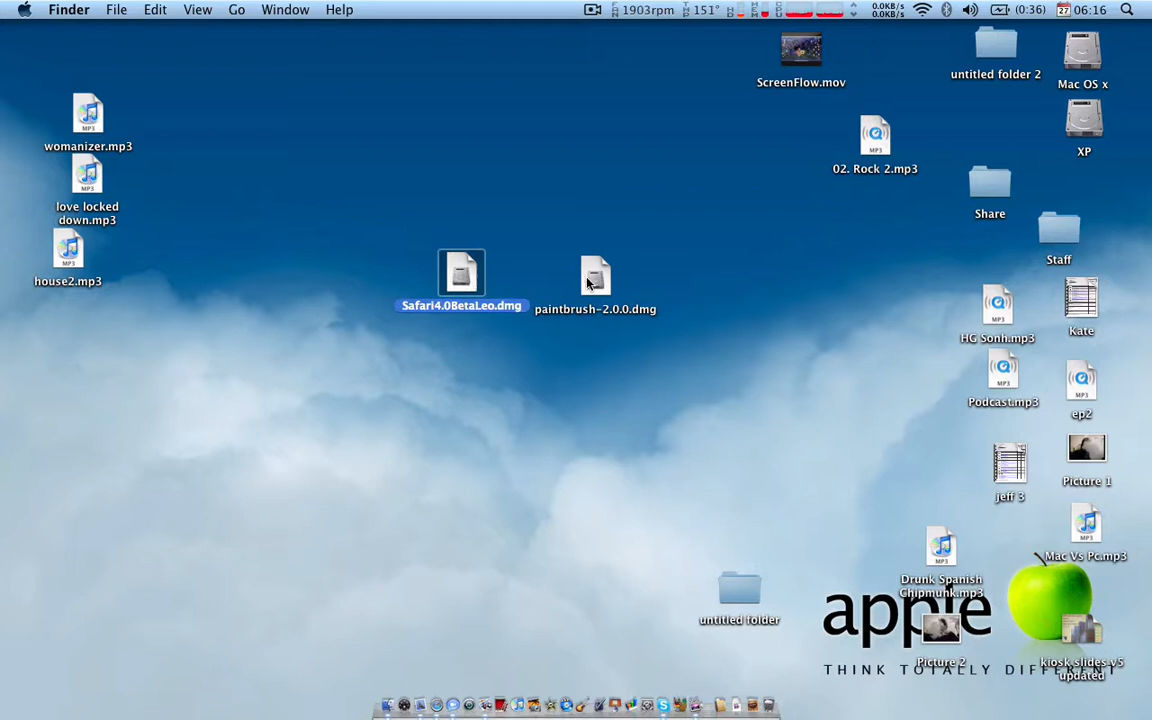 Finder File Edit View Go Window Help
1903rpm 151° 0.0KB/s 0.0KB/s (0:36) 27 06:16
ScreenFlow.mov
untitled folder 2
Mac OS x
womanizer.mp3
02. Rock 2.mp3
XP
love locked
down.mp3
Share
Staff
house2.mp3
Safari4.0BetaLeo.dmg
paintbrush-2.0.0.dmg
HG Sonh.mp3
Kate
Podcast.mp3
ep2
jeff 3
Picture 1
Mac Vs Pc.mp3
Drunk Spanish
Chipmunk.mp3
untitled folder
apple
Picture 2
THINK TOTALLY DIFFERENT
kiosk slides v5
updated